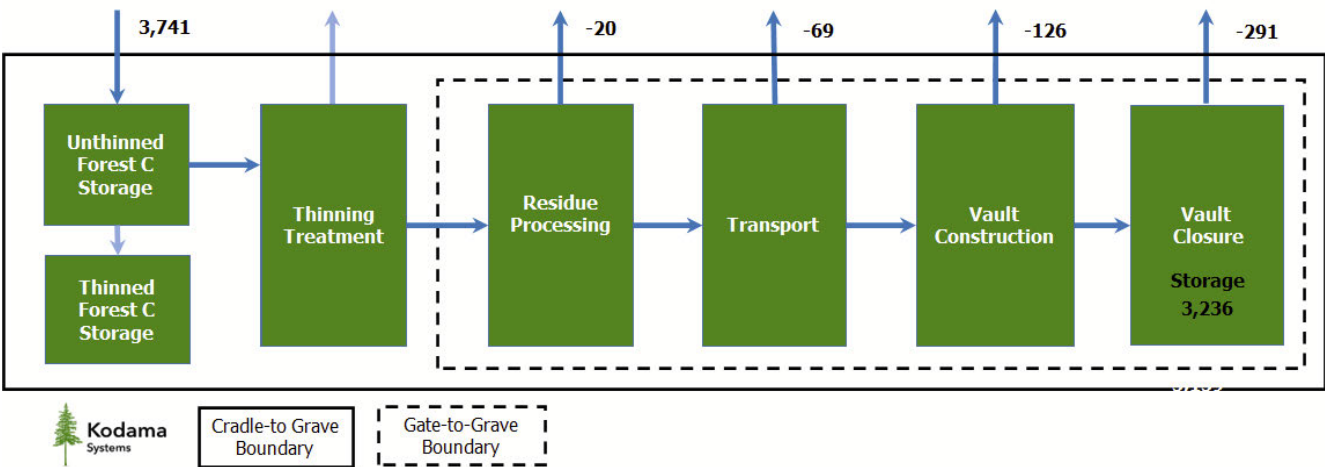 3,741
-20
-69
-126
-291
Unthinned
Forest C
Storage
Thinned
Forest C
Storage
Thinning
Treatment
Residue
Processing
Transport
Vault
Construction
Vault
Closure
Storage
3,236
Kodama
Systems
Cradle-to Grave
Boundary
Gate-to-Grave
Boundary